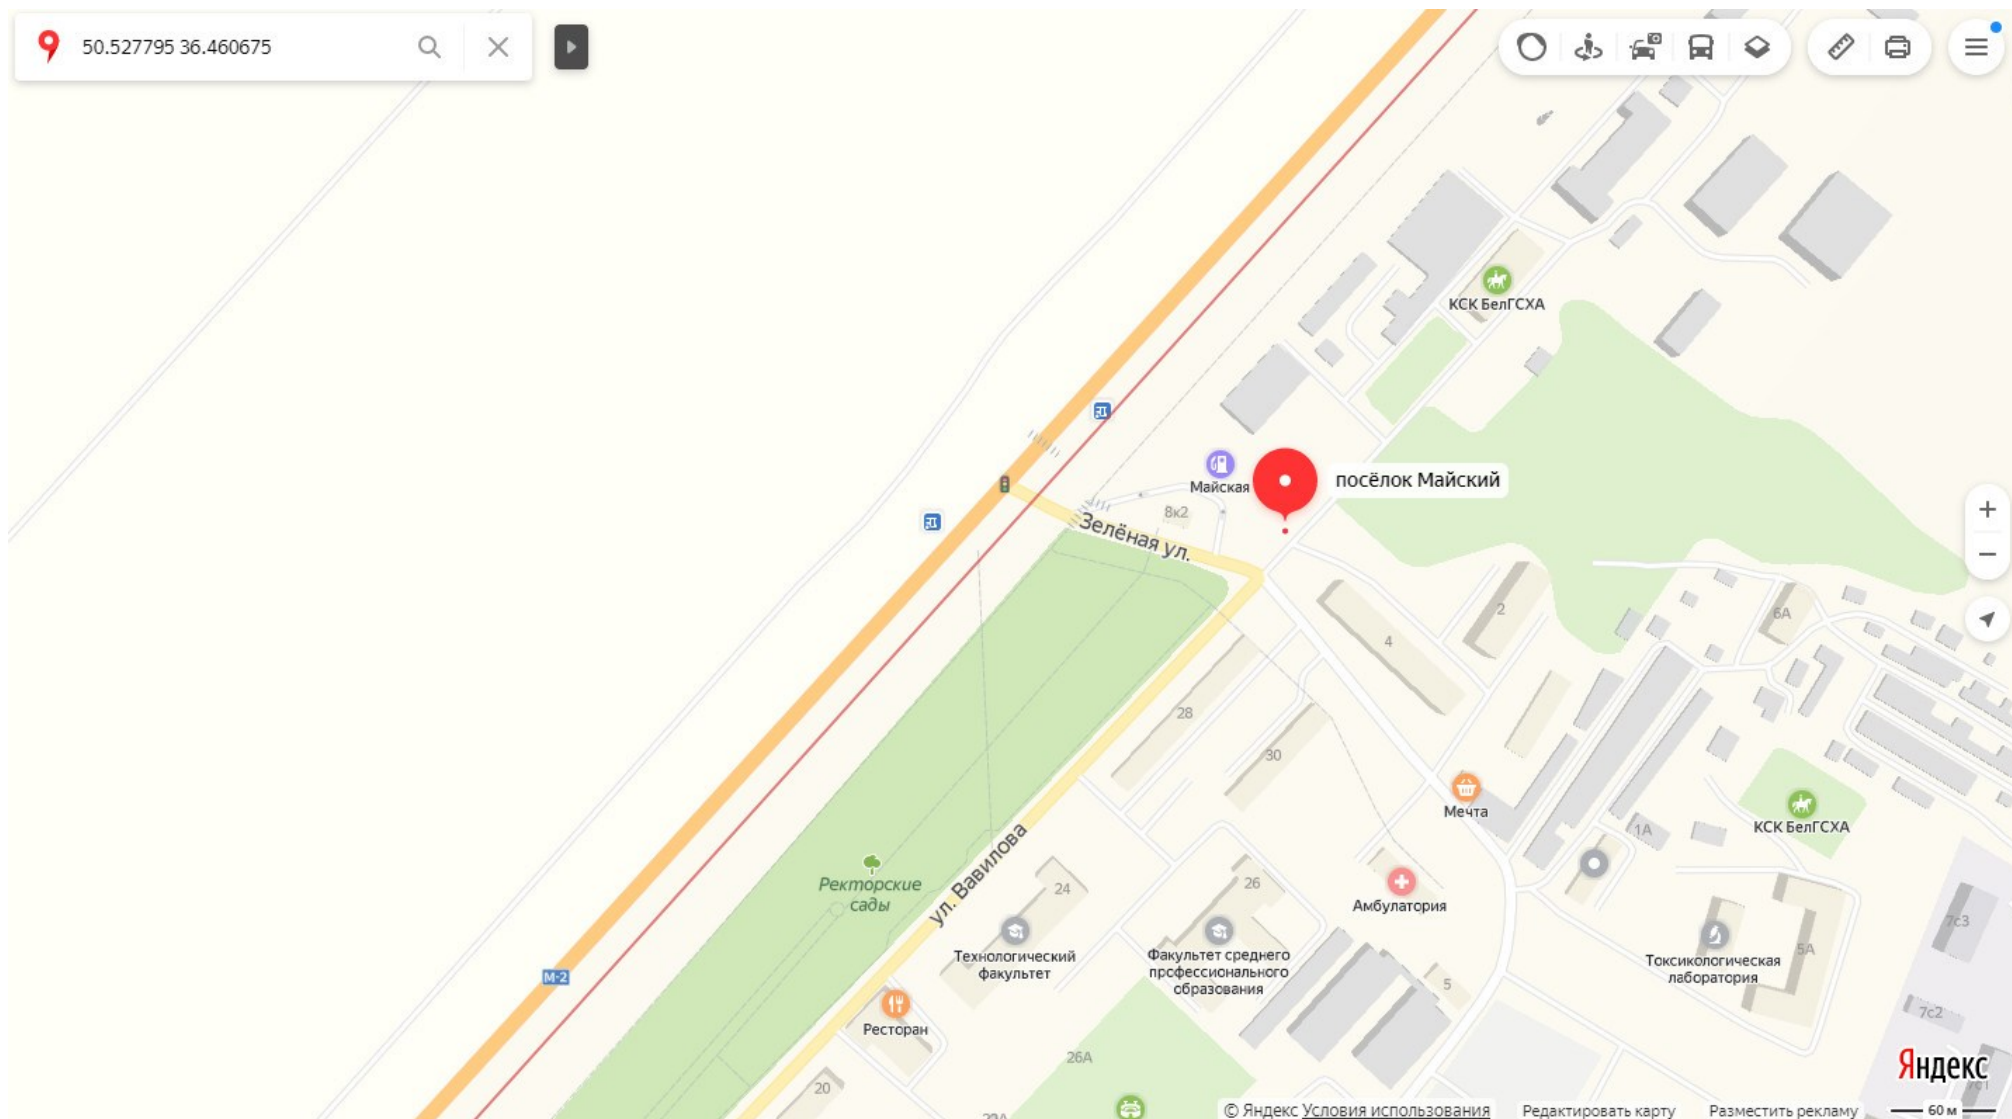 50.527795 36.460675
КСК БелГСХА
посёлок Майский
Майская
8к2
Зелёная ул.
2
6А
4
28
30
Мечта
1А
КСК БелГСХА
ул. Вавилова
Ректорские
сады
24
26
Амбулатория
7с3
Технологический
факультет
Факультет среднего
профессионального
образования
Токсикологическая
лаборатория
5А
М-2
5
Ресторан
7с2
26А
20
Яндекс
7с1
© Яндекс Условия использования
Редактировать карту
Разместить рекламу
60 м